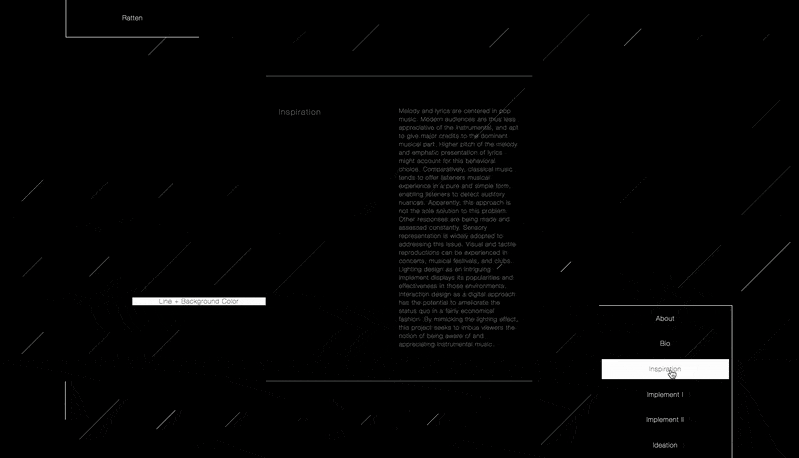 Ratten
Inspiration
Melody and lyrics are centered in pop
music. Modern audiences are thus less
appreciative of the instrumental, and apt
to give major credits to the dominant
musical part. Higher pitch of the melody
and emphatic presentation of lyrics
might account for this behavioral
choice. Comparatively, classical music
tends to offer listeners musical
experience in a pure and simple form,
enabling listeners to detect auditory
nuances. Apparently, this approach is
not the sole solution to this problem.
Other responses are being made and
assessed constantly. Sensory
representation is widely adopted to
addressing this issue. Visual and tactile
reproductions can be experienced in
concerts, musical festivals, and clubs.
Lighting design as an intriguing
implement displays its popularities and
effectiveness in those environments.
Interaction design as a digital approach
has the potential to ameliorate the
status quo in a fairly economical
fashion. By mimicking the lighting effect,
this project seeks to imbue viewers the
notion of being aware of and
appreciating instrumental music.
Line + Background Color
About
Bio
Inspiration
Implement I
Implement II
Ideation